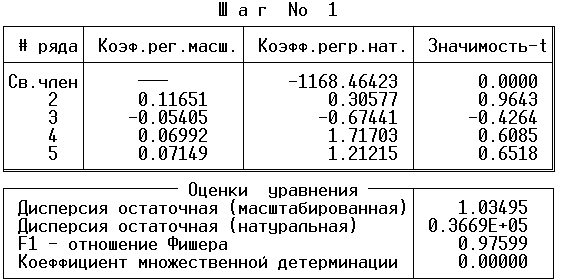 Ш а г  No  1
# ряда Коэф.рег.масш. Коэфф.регр.нат. Значимость-t
Св.член —— -1168.46423 0.0000
2 0.11651 0.30577 0.9643
3 -0.05405 -0.67441 -0.4264
4 0.06992 1.71703 0.6085
5 0.07149 1.21215 0.6518
Оценки уравнения
Дисперсия остаточная (масштабированная) 1.03495
Дисперсия остаточная (натуральная) 0.3669E+05
F1 - отношение Фишера 0.97599
Коеффициент множественной детерминации 0.00000